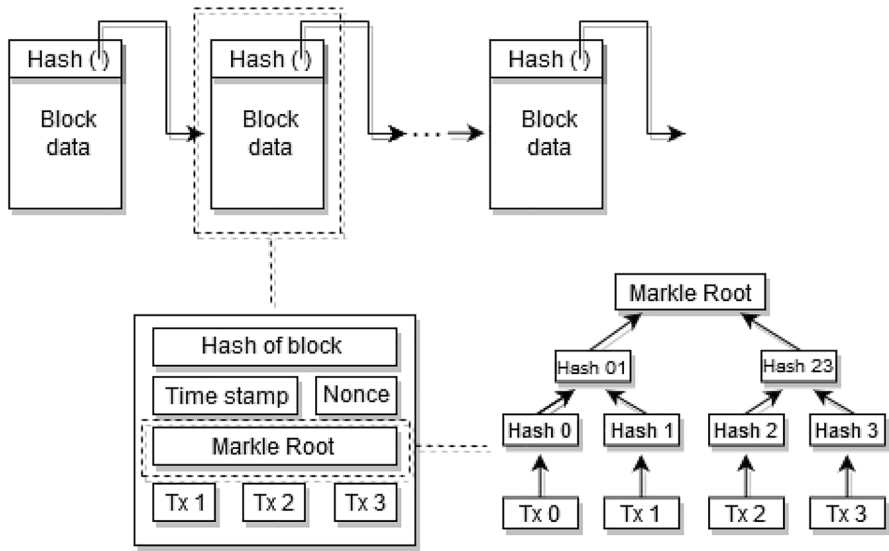 Hash (') Hash (') Hash (')
Block data Block data ... Block data
Markle Root
Hash of block
Hash 01 Hash 23
Time stamp Nonce
Hash 0 Hash 1 Hash 2 Hash 3
Markle Root
Tx 1 Tx 2 Tx 3
Tx 0 Tx 1 Tx 2 Tx 3